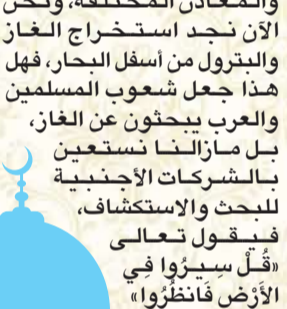 والمعادن المختلفة، ونحن
الآن نجد استخراج الغاز
والبترول من أسفل البحار، فهل
هذا جعل شعوب المسلمين
والعرب يبحثون عن الغاز،
بل مازالنا نستعين
بالشركات الأجنبية
للبحث والاستكشاف،
فيقول تعالى
«قُلْ سِيرُوا فِي
الأَرْضِ فَانظُرُوا»